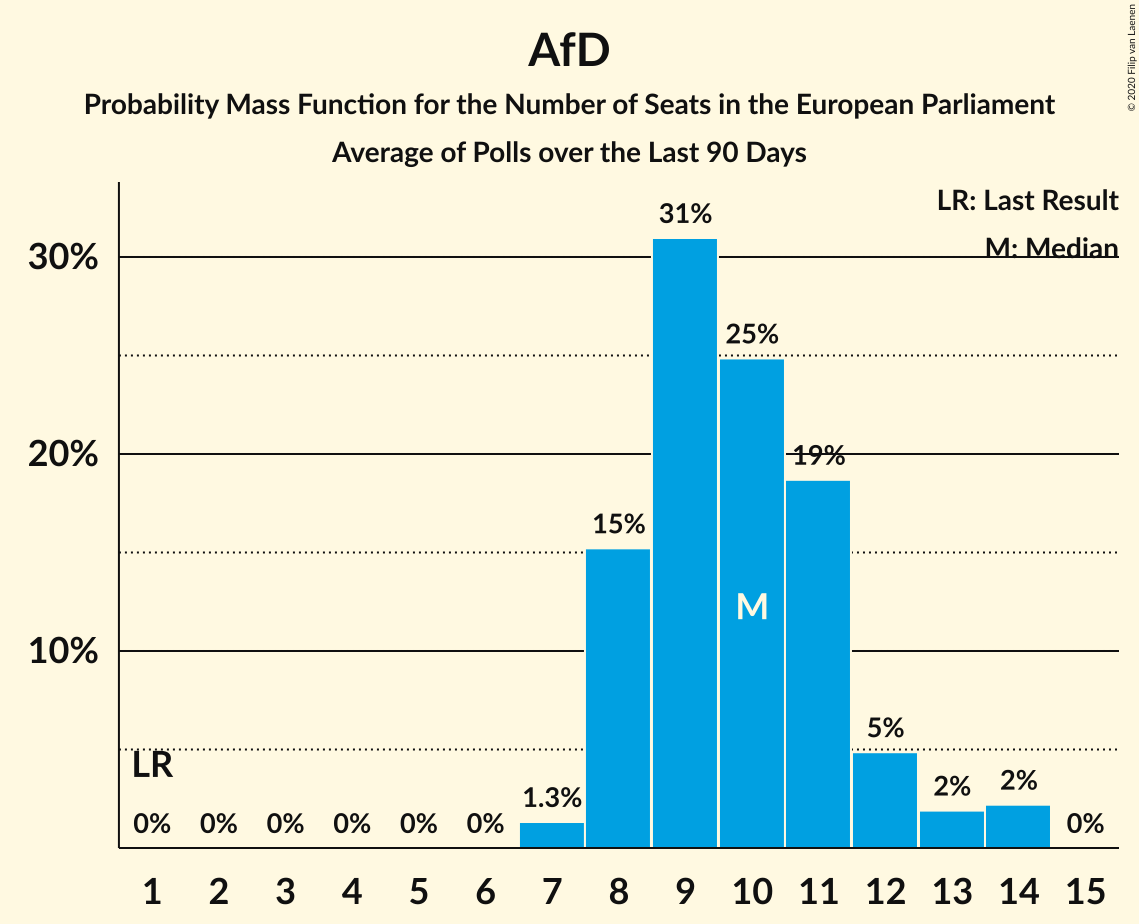 AfD
Probability Mass Function for the Number of Seats in the European Parliament
Average of Polls over the Last 90 Days
© 2020 Filip van Laenen
LR: Last Result
M: Median
31%
30%
25%
20%
19%
15%
M
10%
5%
LR
2%
2%
1.3%
0% 0% 0% 0% 0% 0% 0%
1 2 3 4 5 6 7 8 9 10 11 12 13 14 15